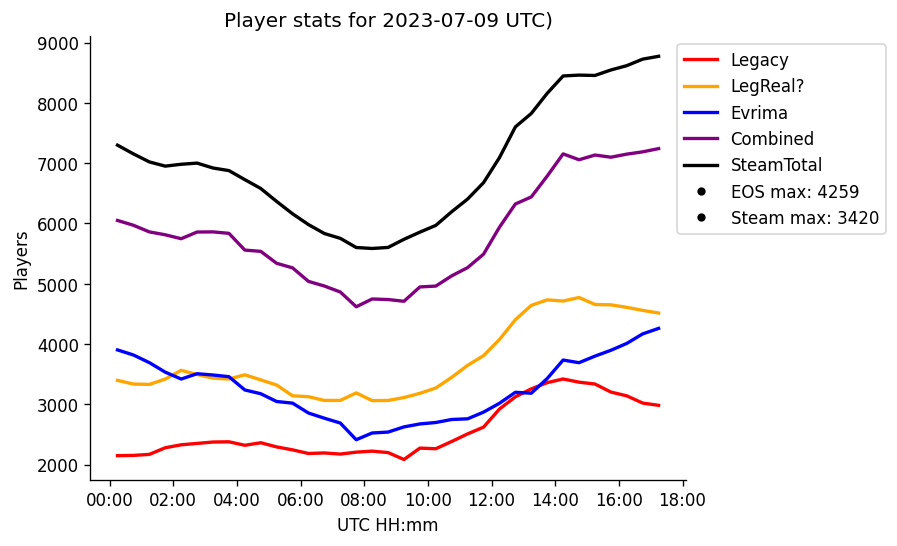 Player stats for 2023-07-09 UTC)
9000
8000
7000
6000
5000
4000
3000
2000
Players
00:00 02:00 04:00 06:00 08:00 10:00 12:00 14:00 16:00 18:00
UTC HH:mm
Legacy
LegReal?
Evrima
Combined
SteamTotal
EOS max: 4259
Steam max: 3420